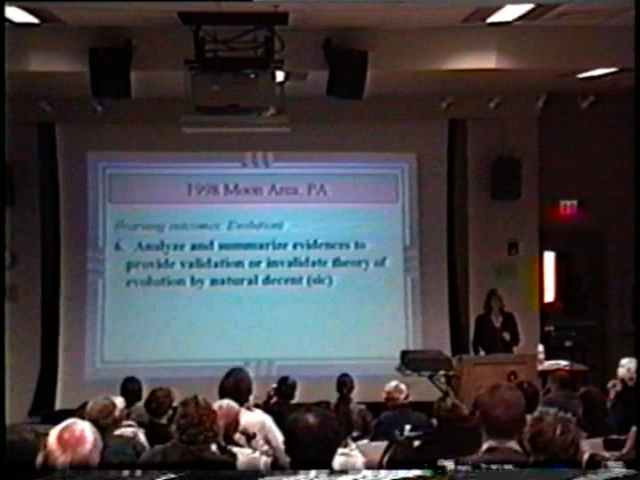 1998 Moon Area, PA
(learning outcomes: Evolution)
6. Analyze and summarize evidences to
provide validation or invalidate theory of
evolution by natural decent (sic)
EXIT